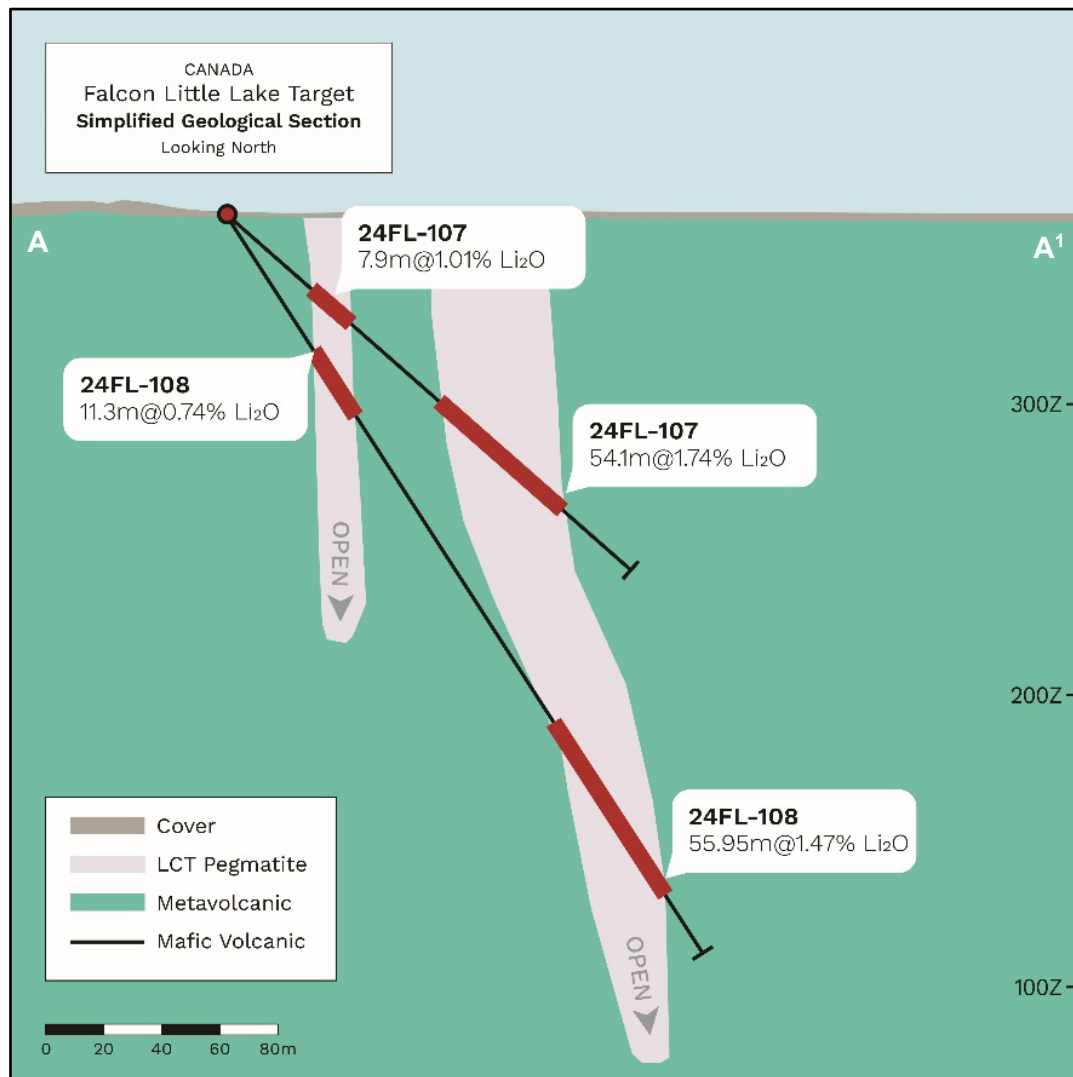 CANADA
Falcon Little Lake Target
Simplified Geological Section
Looking North
A
A¹
24FL-107
7.9m@1.01% Li₂O
24FL-108
11.3m@0.74% Li₂O
300Z
24FL-107
54.1m@1.74% Li₂O
OPEN
200Z
24FL-108
55.95m@1.47% Li₂O
Cover
LCT Pegmatite
Metavolcanic
Mafic Volcanic
OPEN
100Z
0 20 40 60 80m